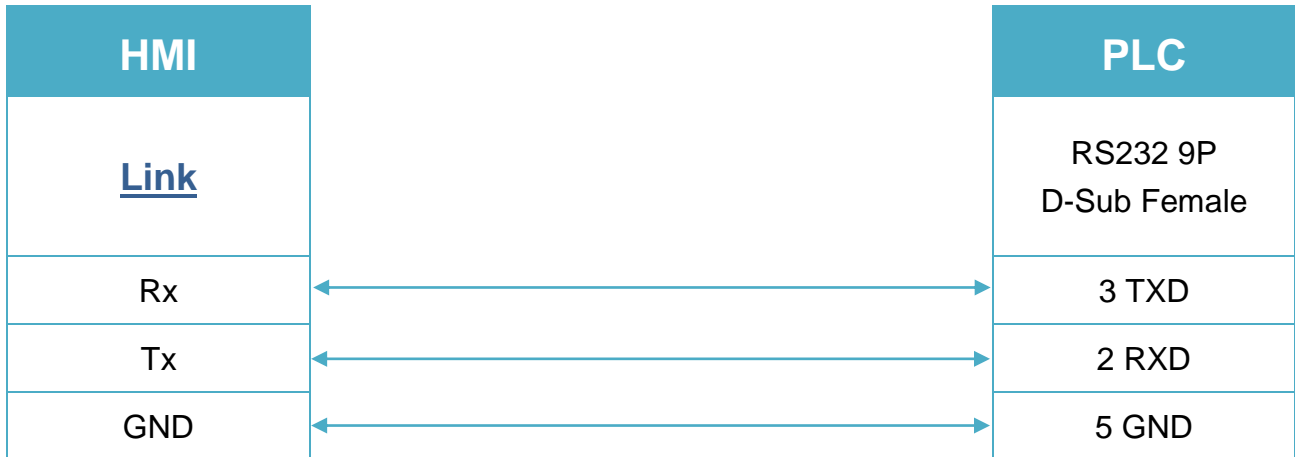 HMI
PLC
Link
RS232 9P
D-Sub Female
Rx
3 TXD
Tx
2 RXD
GND
5 GND